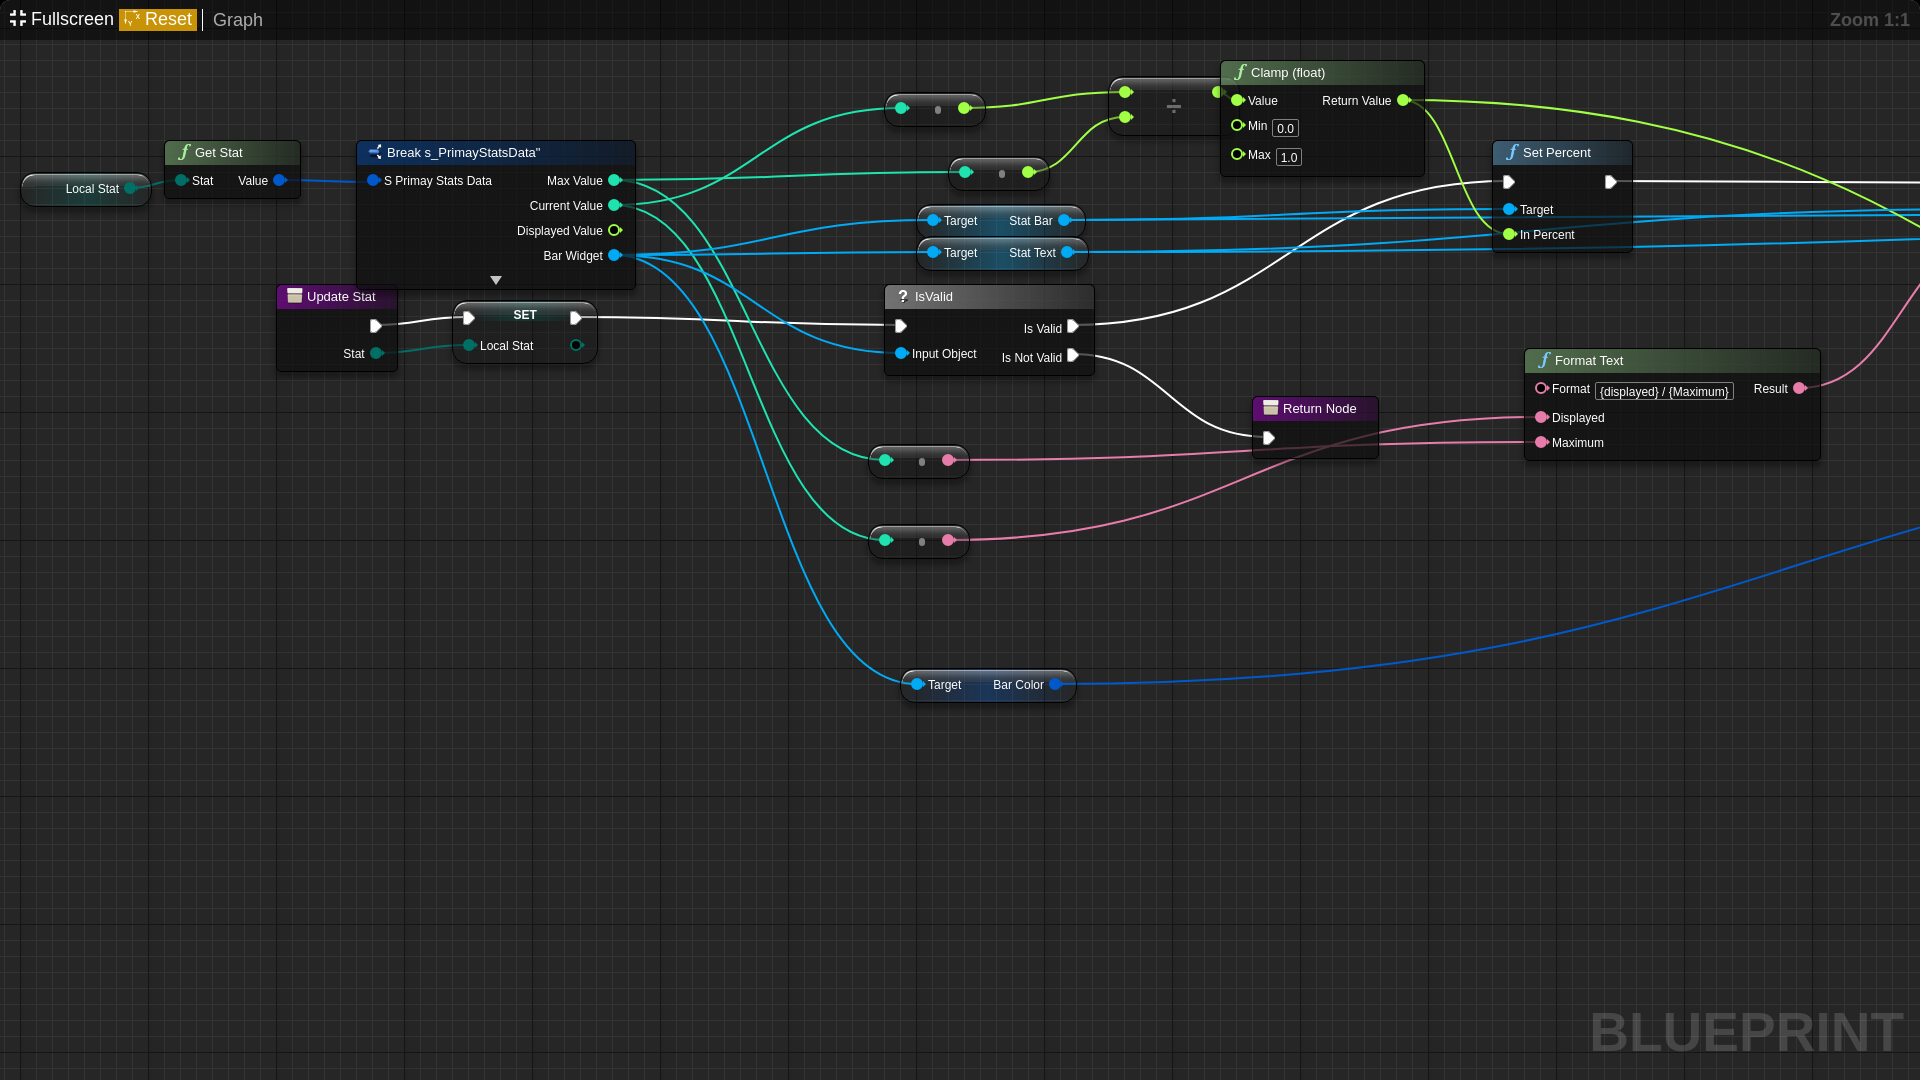 Fullscreen Reset Graph Zoom 1:1
Clamp (float)
Value Return Value
Min 0.0
Max 1.0
÷
Get Stat
Stat Value
Local Stat
Break s_PrimayStatsData"
S Primay Stats Data Max Value
Current Value
Displayed Value
Bar Widget
Set Percent
Target
In Percent
Target Stat Bar
Target Stat Text
Update Stat
Stat
SET
Local Stat
? IsValid
Is Valid
Input Object Is Not Valid
Format Text
Format {displayed} / {Maximum} Result
Displayed
Maximum
Return Node
Target Bar Color
BLUEPRINT